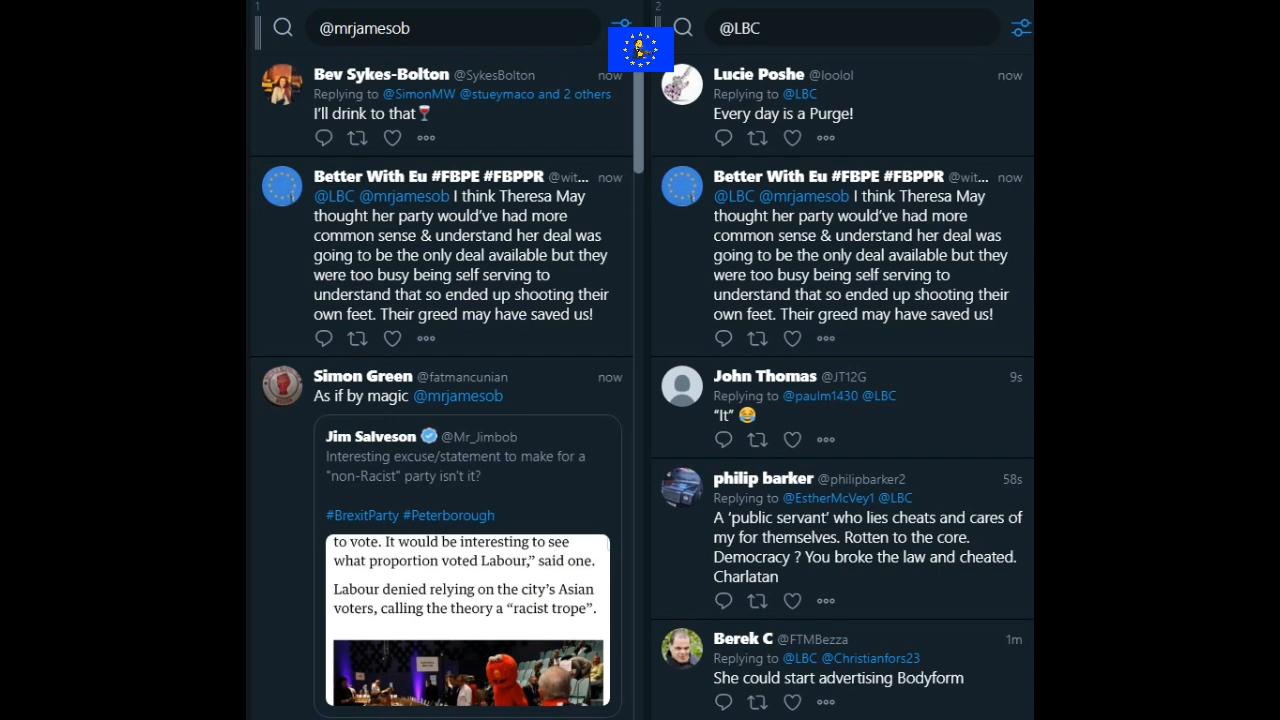 1
@mrjamesob
Bev Sykes-Bolton @SykesBolton now
Replying to @SimonMW @stueymaco and 2 others
I'll drink to that🍷
Better With Eu #FBPE #FBPPR @wit... now
@LBC @mrjamesob I think Theresa May
thought her party would've had more
common sense & understand her deal was
going to be the only deal available but they
were too busy being self serving to
understand that so ended up shooting their
own feet. Their greed may have saved us!
Simon Green @fatmancunian now
As if by magic @mrjamesob
Jim Salveson @Mr_Jimbob
Interesting excuse/statement to make for a
"non-Racist" party isn't it?
#BrexitParty #Peterborough
to vote. It would be interesting to see
what proportion voted Labour,” said one.
Labour denied relying on the city’s Asian
voters, calling the theory a “racist trope”.
2
@LBC
Lucie Poshe @loolol now
Replying to @LBC
Every day is a Purge!
Better With Eu #FBPE #FBPPR @wit... now
@LBC @mrjamesob I think Theresa May
thought her party would've had more
common sense & understand her deal was
going to be the only deal available but they
were too busy being self serving to
understand that so ended up shooting their
own feet. Their greed may have saved us!
John Thomas @JT12G 9s
Replying to @paulm1430 @LBC
“It” 😂
philip barker @philipbarker2 58s
Replying to @EstherMcVey1 @LBC
A ‘public servant’ who lies cheats and cares of
my for themselves. Rotten to the core.
Democracy ? You broke the law and cheated.
Charlatan
Berek C @FTMBezza 1m
Replying to @LBC @Christianfors23
She could start advertising Bodyform